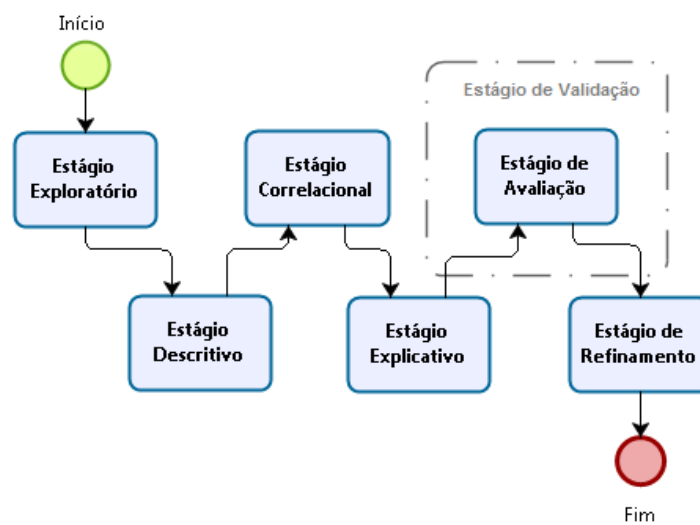 Início
Estágio de Validação
Estágio
Exploratório
Estágio
Correlacional
Estágio de
Avaliação
Estágio
Descritivo
Estágio
Explicativo
Estágio de
Refinamento
Fim